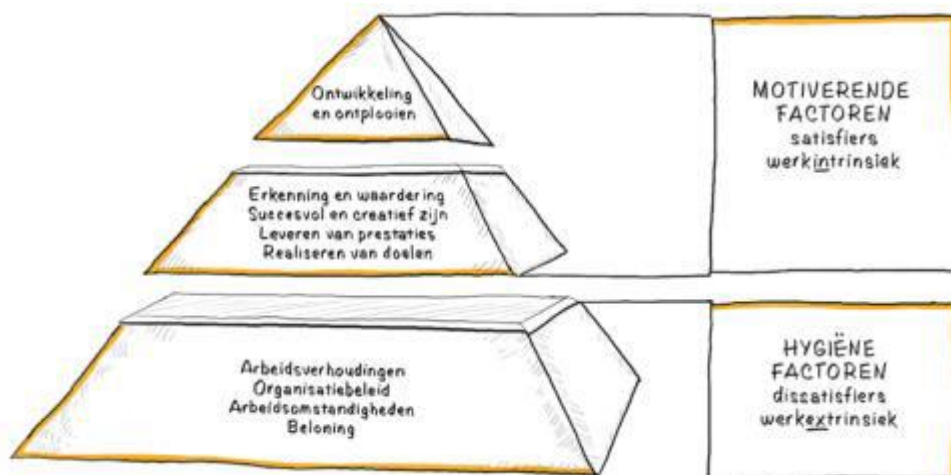 Ontwikkeling
en ontplooien
MOTIVERENDE
FACTOREN
satisfiers
werkintrinsiek
Erkenning en waardering
Succesvol en creatief zijn
Leveren van prestaties
Realiseren van doelen
Arbeidsverhoudingen
Organisatiebeleid
Arbeidsomstandigheden
Beloning
HYGIËNE
FACTOREN
dissatisfiers
werkextrinsiek